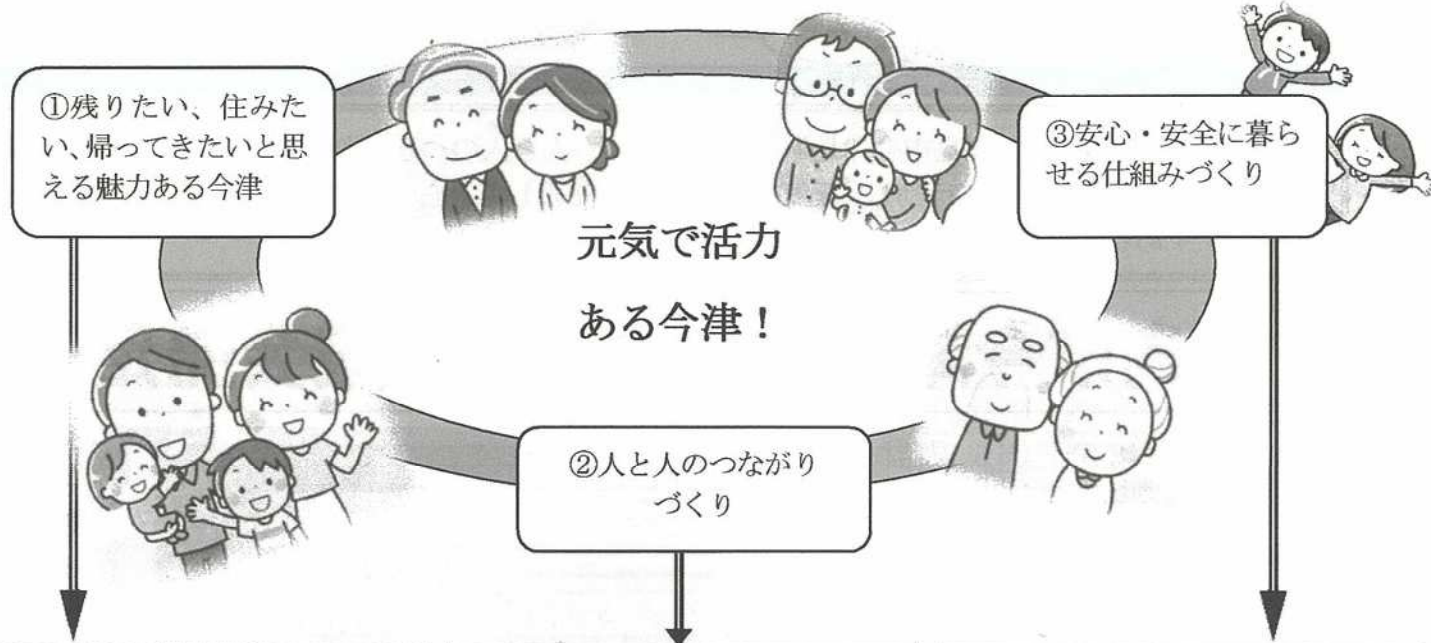 ①残りたい、住みた
い、帰ってきたいと思
える魅力ある今津
③安心・安全に暮ら
せる仕組みづくり
元気で活力
ある今津！
②人と人のつながり
づくり